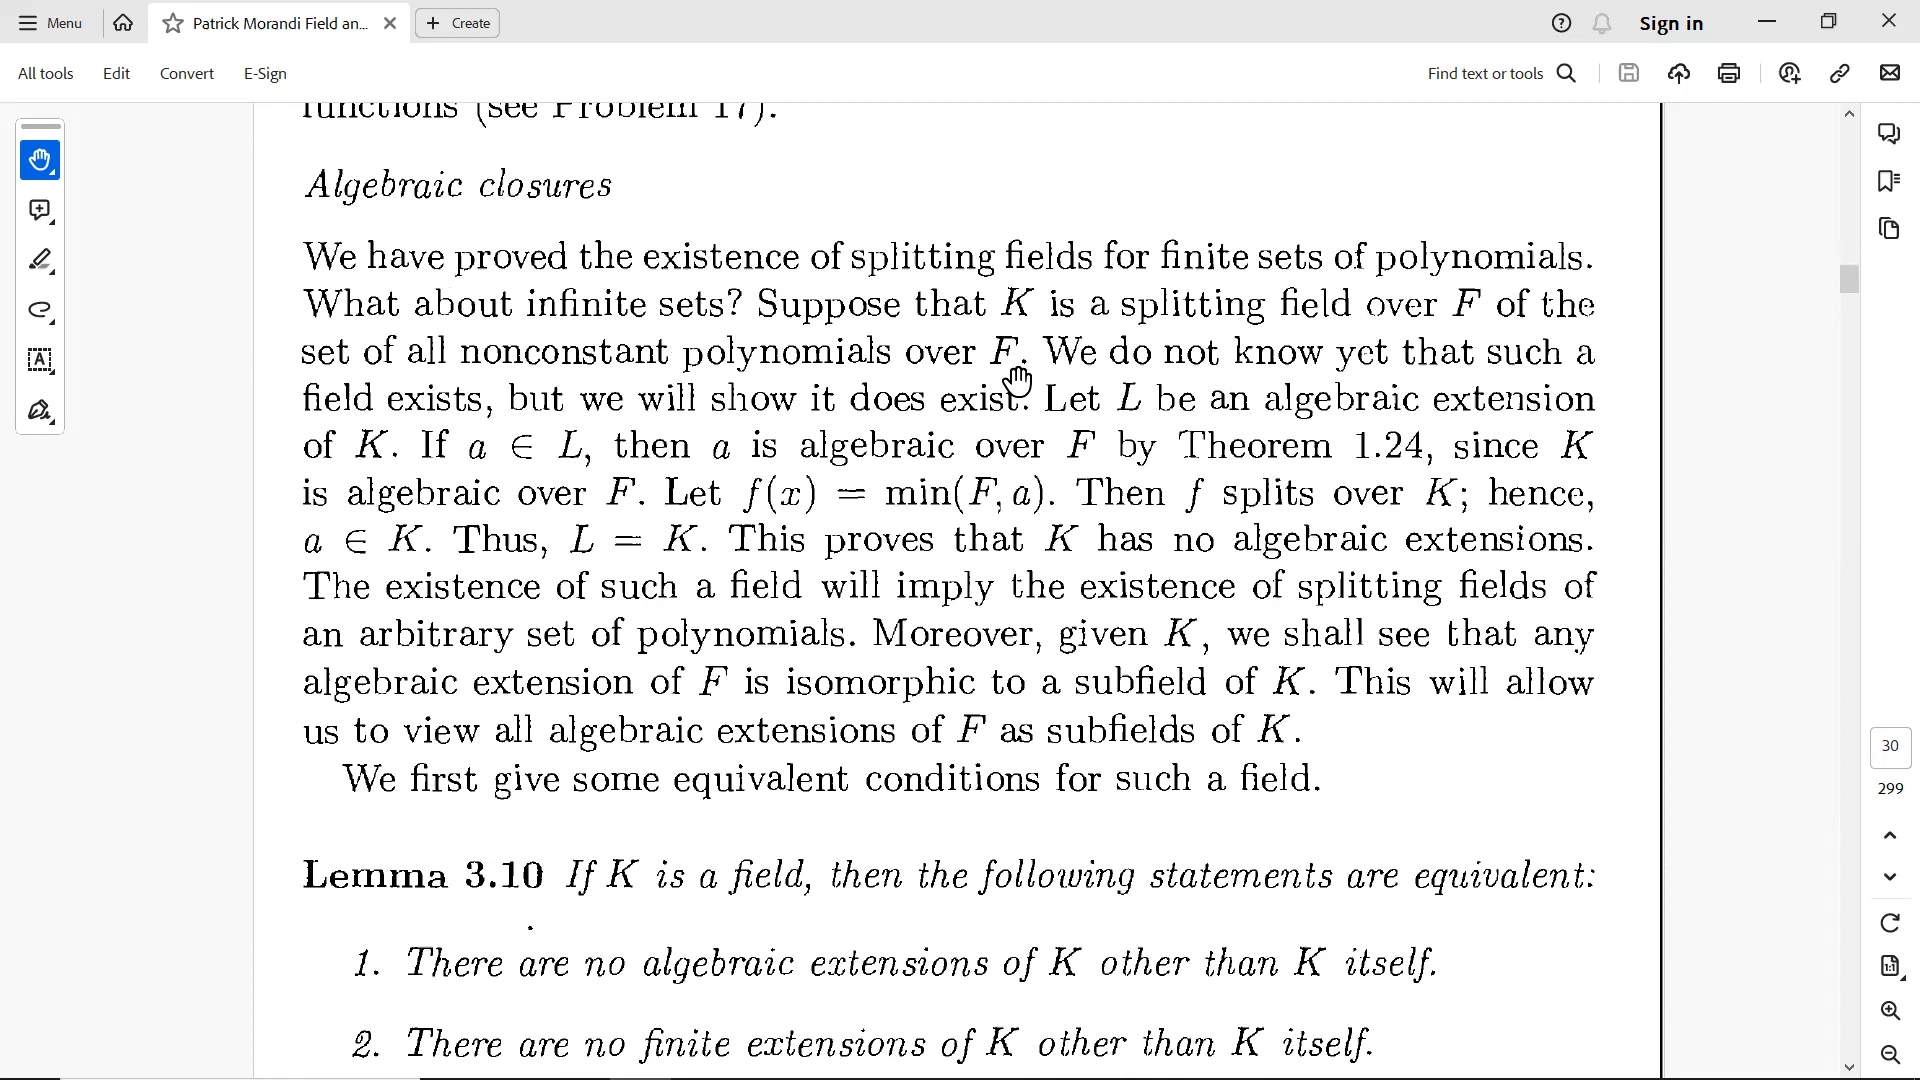 Menu
Patrick Morandi Field an...
Create
Sign in
All tools
Edit
Convert
E-Sign
Find text or tools
functions (see Problem 17).
Algebraic closures
We have proved the existence of splitting fields for finite sets of polynomials.
What about infinite sets? Suppose that K is a splitting field over F of the
set of all nonconstant polynomials over F. We do not know yet that such a
field exists, but we will show it does exist. Let L be an algebraic extension
of K. If a ∈ L, then a is algebraic over F by Theorem 1.24, since K
is algebraic over F. Let f(x) = min(F, a). Then f splits over K; hence,
a ∈ K. Thus, L = K. This proves that K has no algebraic extensions.
The existence of such a field will imply the existence of splitting fields of
an arbitrary set of polynomials. Moreover, given K, we shall see that any
algebraic extension of F is isomorphic to a subfield of K. This will allow
us to view all algebraic extensions of F as subfields of K.
We first give some equivalent conditions for such a field.
Lemma 3.10 If K is a field, then the following statements are equivalent:
1. There are no algebraic extensions of K other than K itself.
2. There are no finite extensions of K other than K itself.
30
299